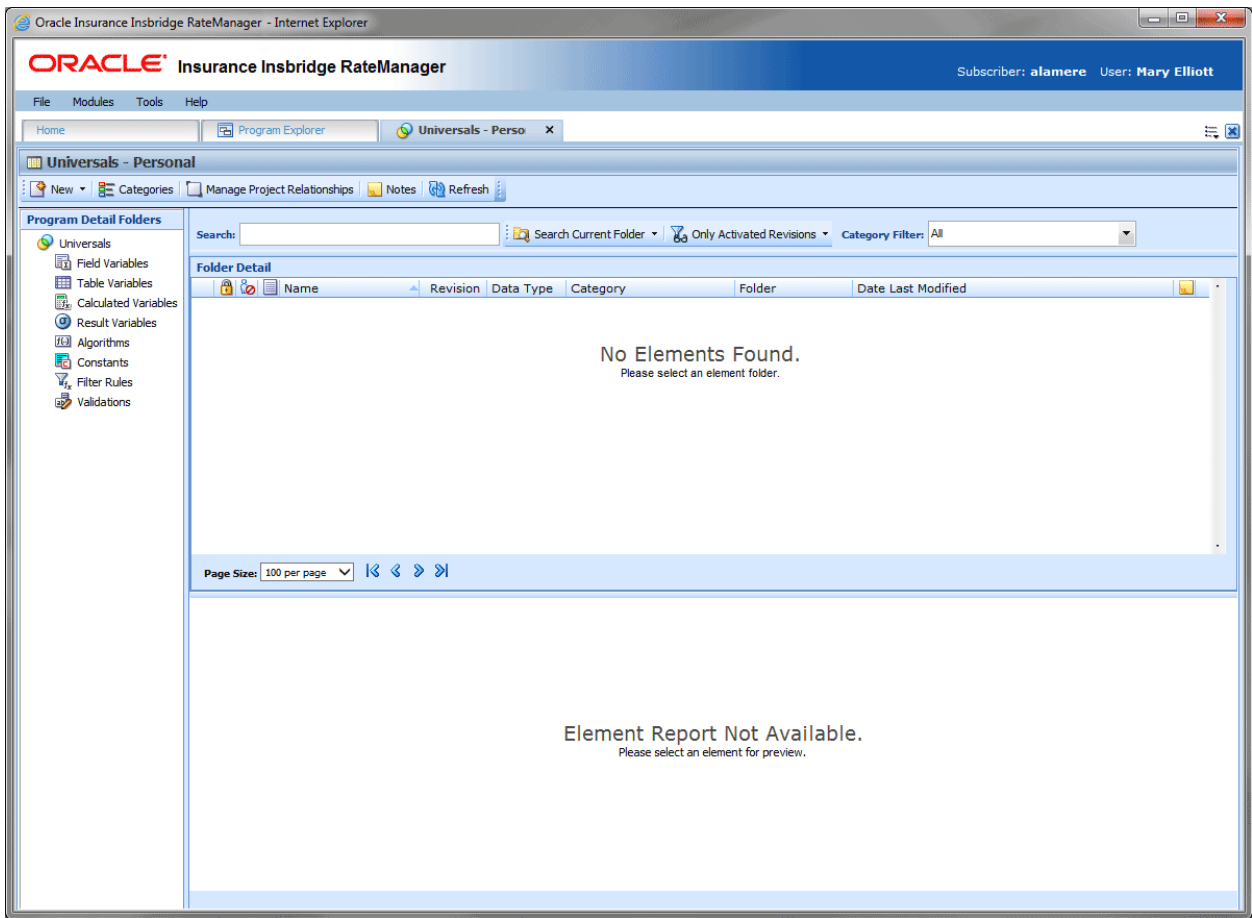 Oracle Insurance Insbridge RateManager - Internet Explorer
ORACLE' Insurance Insbridge RateManager
Subscriber: alamere User: Mary Elliott
File Modules Tools Help
Home Program Explorer Universals - Perso
Universals - Personal
New Categories Manage Project Relationships Notes Refresh
Program Detail Folders
Universals
Field Variables
Table Variables
Calculated Variables
Result Variables
Algorithms
Constants
Filter Rules
Validations
Search: Search Current Folder Only Activated Revisions Category Filter: All
Folder Detail
Name Revision Data Type Category Folder Date Last Modified
No Elements Found.
Please select an element folder.
Page Size: 100 per page
Element Report Not Available.
Please select an element for preview.